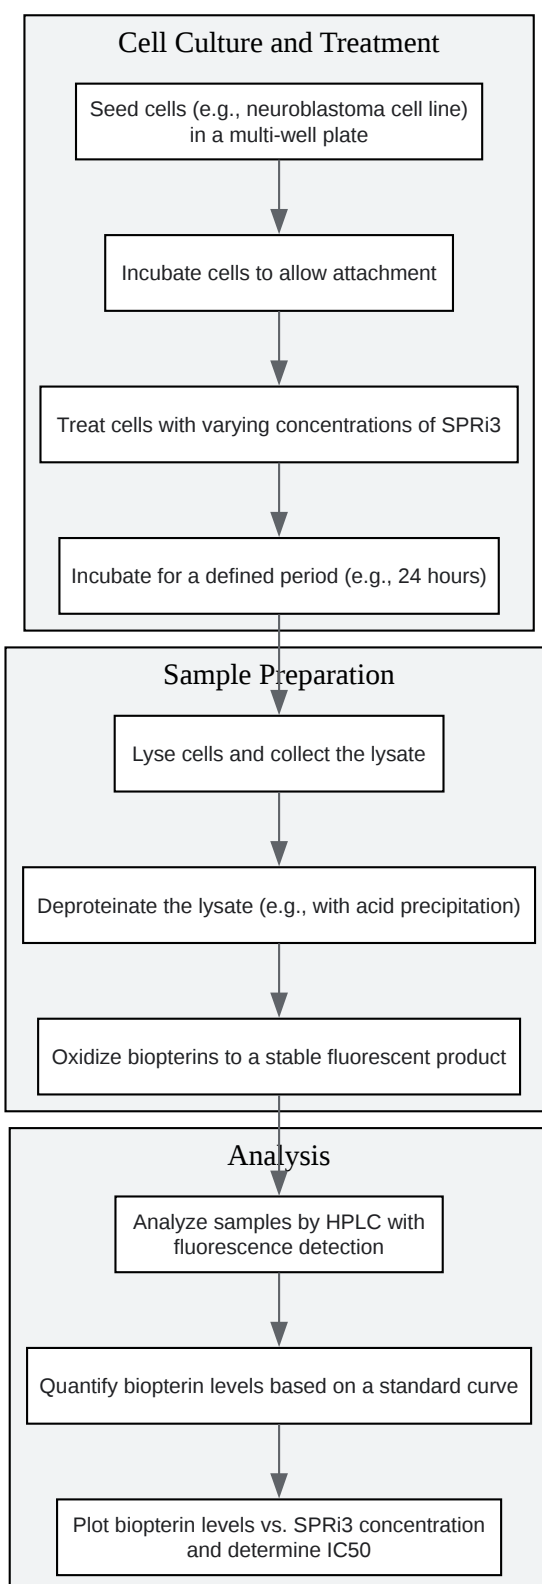 Cell Culture and Treatment
Seed cells (e.g., neuroblastoma cell line)
in a multi-well plate
Incubate cells to allow attachment
Treat cells with varying concentrations of SPRi3
Incubate for a defined period (e.g., 24 hours)
Sample Preparation
Lyse cells and collect the lysate
Deproteinate the lysate (e.g., with acid precipitation)
Oxidize biopterins to a stable fluorescent product
Analysis
Analyze samples by HPLC with
fluorescence detection
Quantify biopterin levels based on a standard curve
Plot biopterin levels vs. SPRi3 concentration
and determine IC50